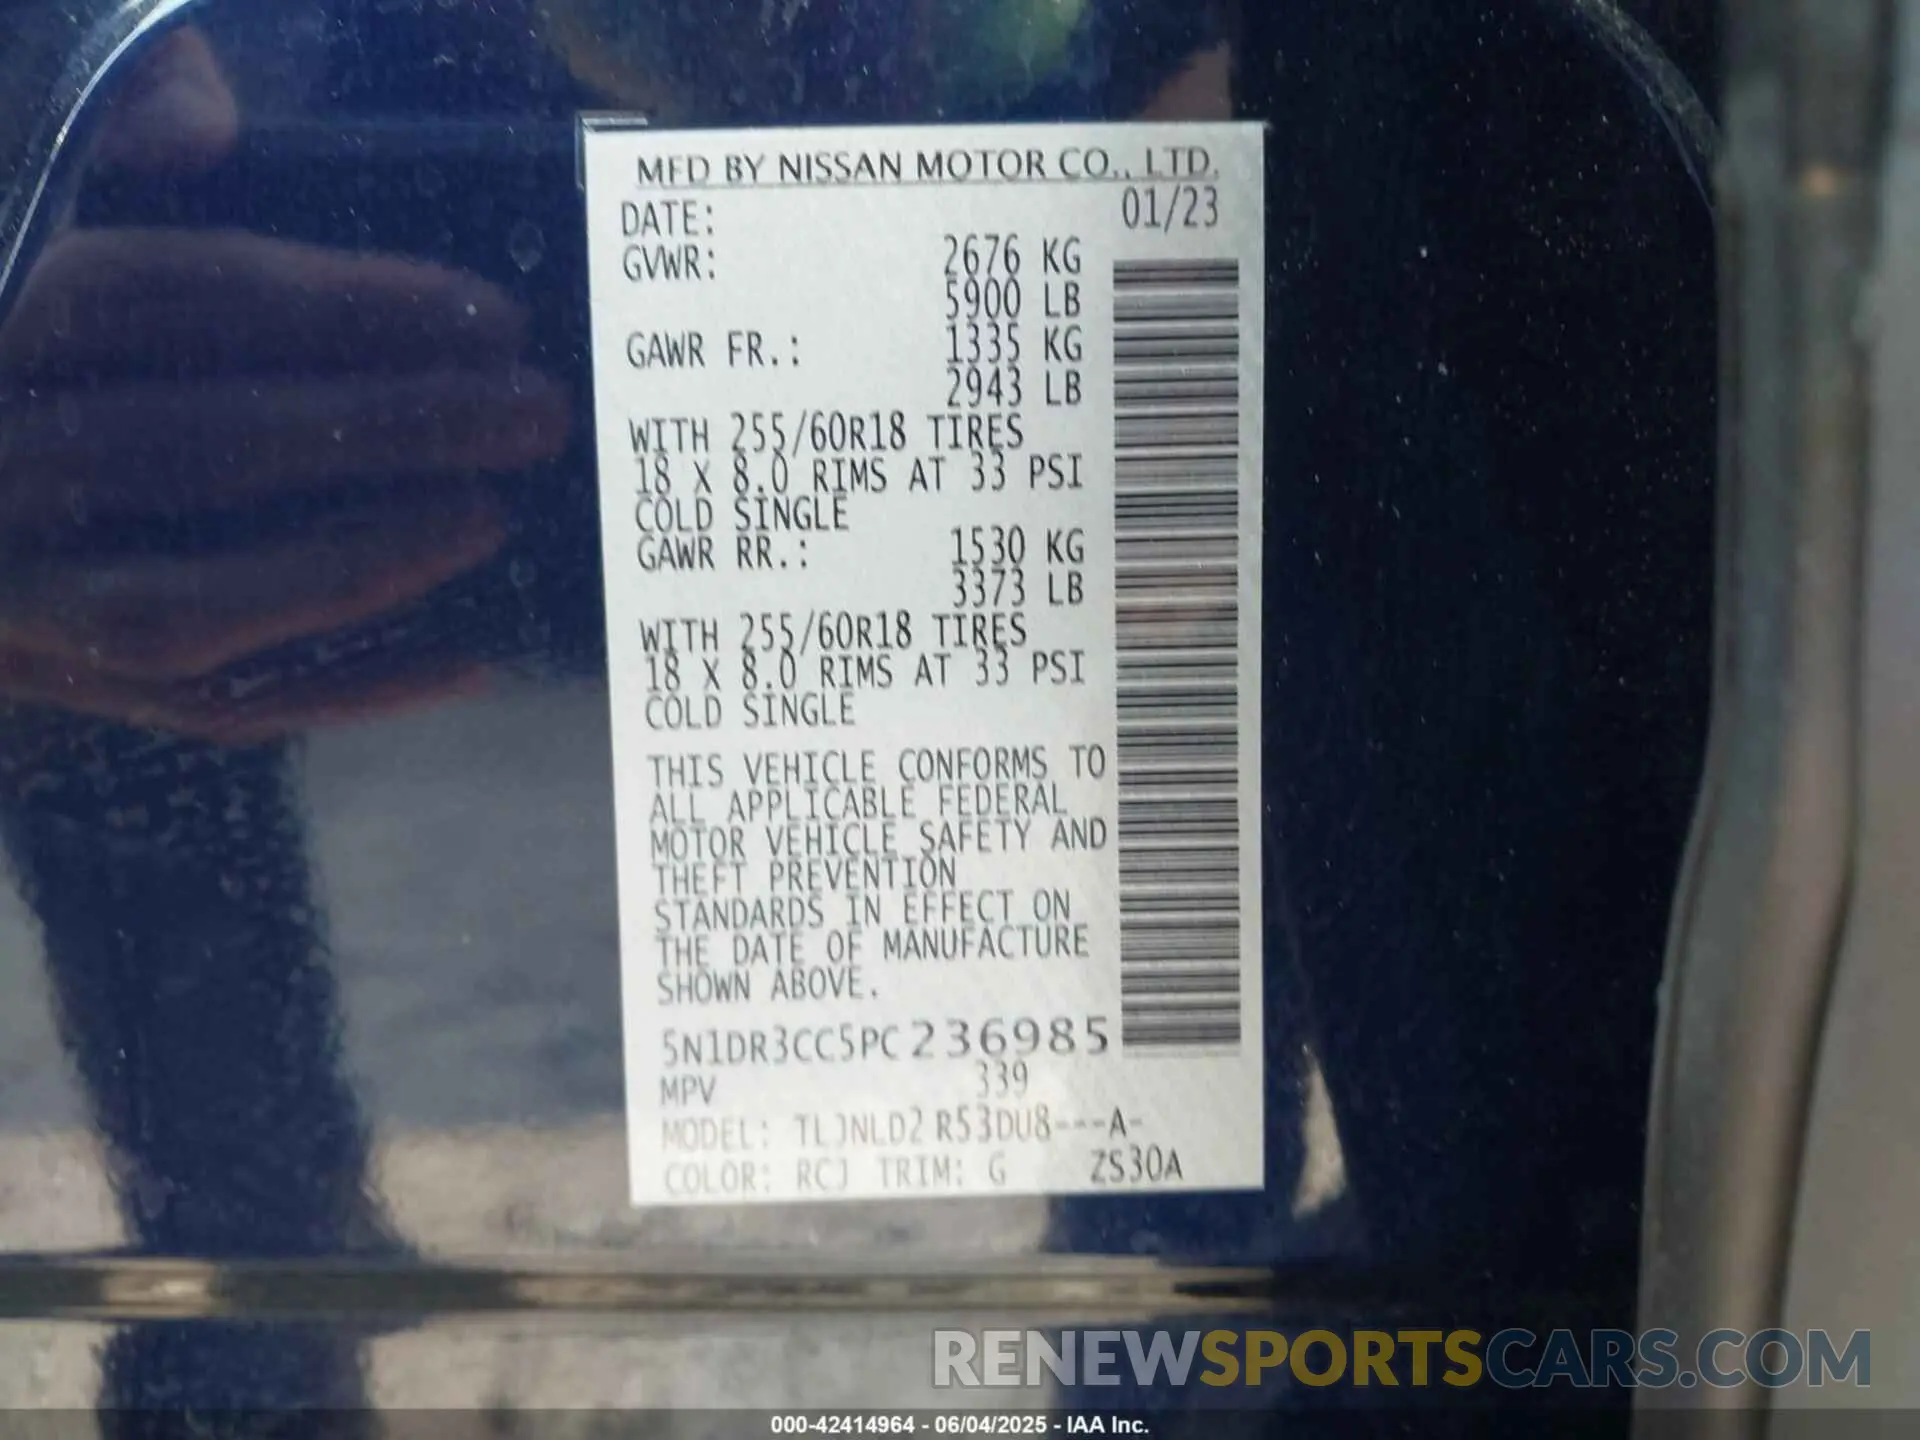 MFD BY NISSAN MOTOR CO., LTD.
DATE: 01/23
GVWR: 2676 KG
5900 LB
GAWR FR.: 1335 KG
2943 LB
WITH 255/60R18 TIRES
18 X 8.0 RIMS AT 33 PSI
COLD SINGLE
GAWR RR.: 1530 KG
3373 LB
WITH 255/60R18 TIRES
18 X 8.0 RIMS AT 33 PSI
COLD SINGLE
THIS VEHICLE CONFORMS TO
ALL APPLICABLE FEDERAL
MOTOR VEHICLE SAFETY AND
THEFT PREVENTION
STANDARDS IN EFFECT ON
THE DATE OF MANUFACTURE
SHOWN ABOVE.
5N1DR3CC5PC236985
MPV 339
MODEL: R53DU8---A-
COLOR: RCJ TRIM: G ZS30A
RENEWSPORTSCARS.COM
000-42414964 - 06/04/2025 - IAA Inc.